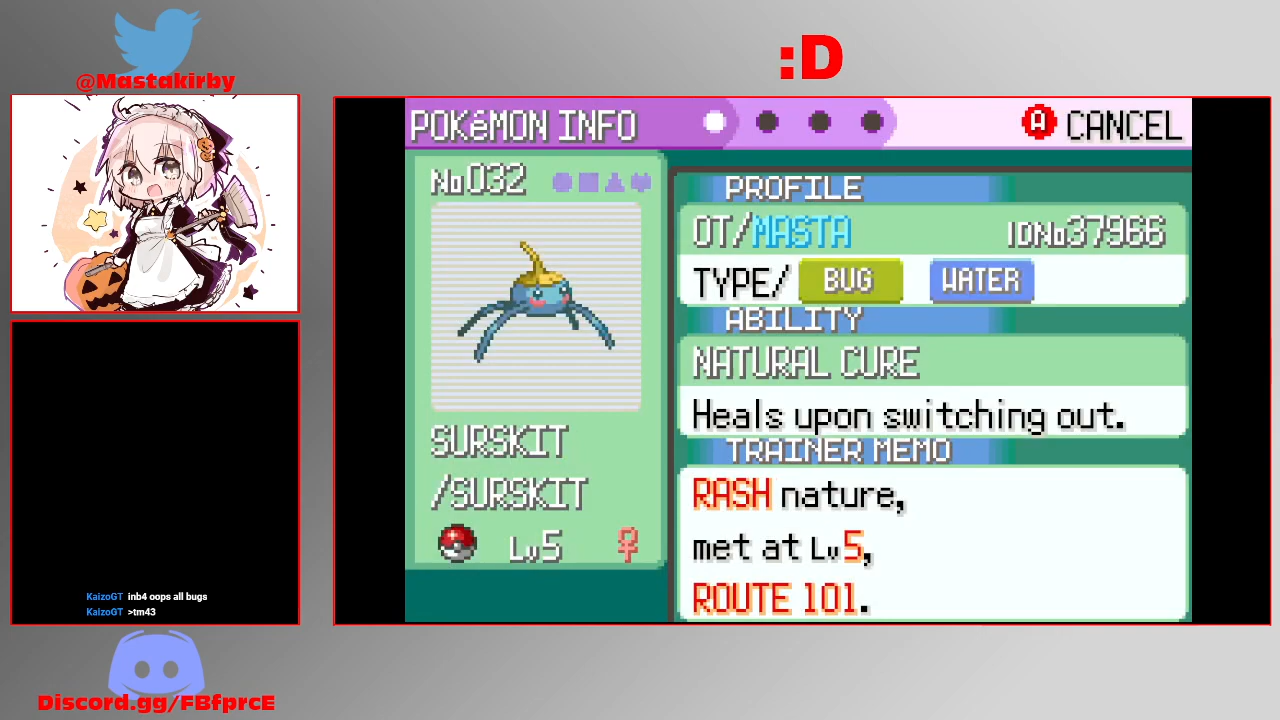 @Mastakirby
:D
POKéMON INFO
A CANCEL
No032
PROFILE
OT/MASTA IDNo37966
TYPE/ BUG WATER
ABILITY
NATURAL CURE
Heals upon switching out.
SURSKIT
/SURSKIT
Lv5 ♀
TRAINER MEMO
RASH nature,
met at Lv5,
ROUTE 101.
KaizoGT inb4 oops all bugs
KaizoGT >tm43
Discord.gg/FBfprcE